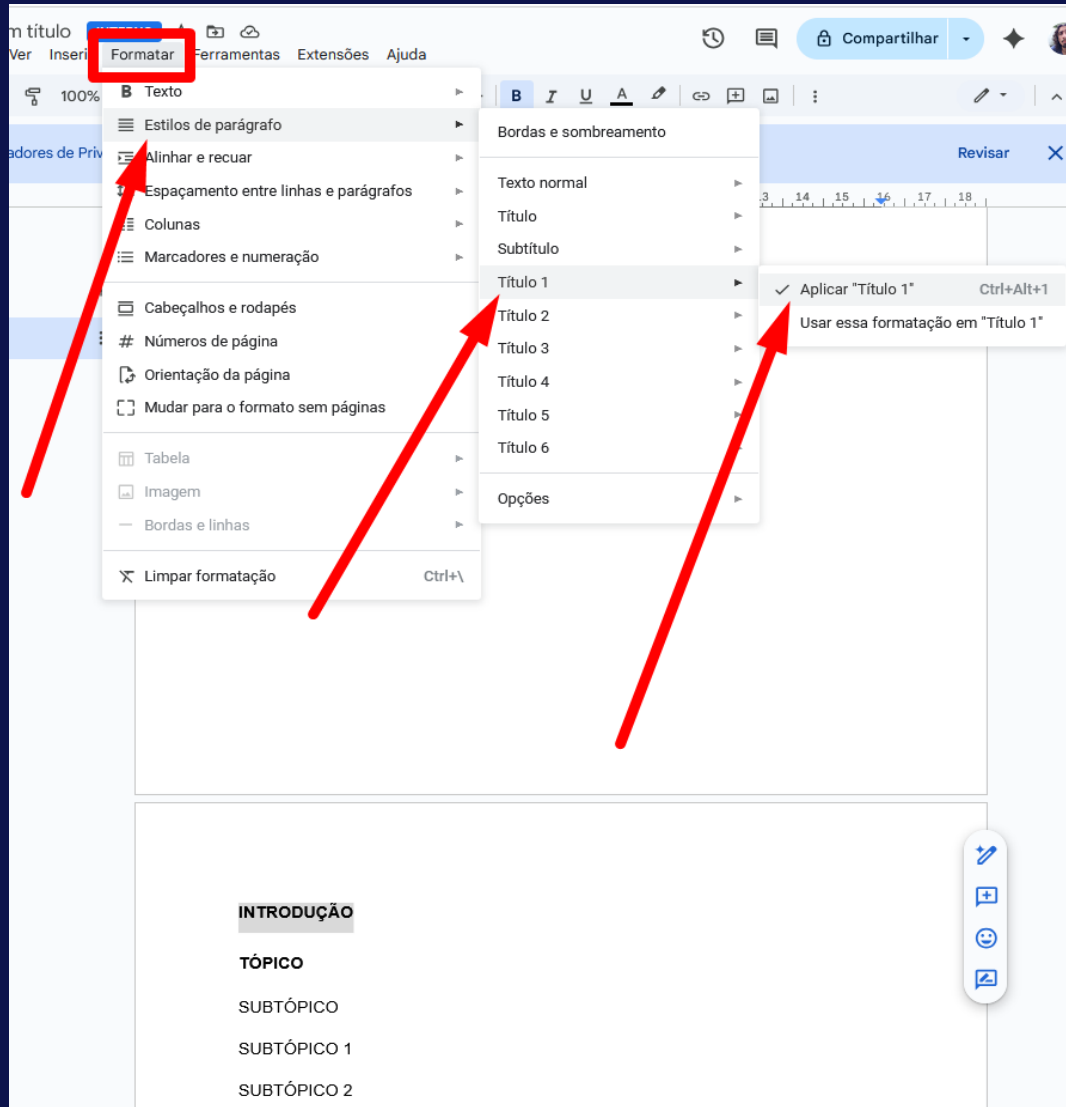 m título
Ver Inseri Formatar Ferramentas Extensões Ajuda
Compartilhar
100%
B I U A
adores de Priv
Revisar
B Texto
Estilos de parágrafo
Alinhar e recuar
Espaçamento entre linhas e parágrafos
Colunas
Marcadores e numeração
Cabeçalhos e rodapés
# Números de página
Orientação da página
Mudar para o formato sem páginas
Tabela
Imagem
Bordas e linhas
Limpar formatação Ctrl+\
Bordas e sombreamento
Texto normal
Título
Subtítulo
Título 1
Título 2
Título 3
Título 4
Título 5
Título 6
Opções
Aplicar "Título 1" Ctrl+Alt+1
Usar essa formatação em "Título 1"
13 14 15 16 17 18
INTRODUÇÃO
TÓPICO
SUBTÓPICO
SUBTÓPICO 1
SUBTÓPICO 2